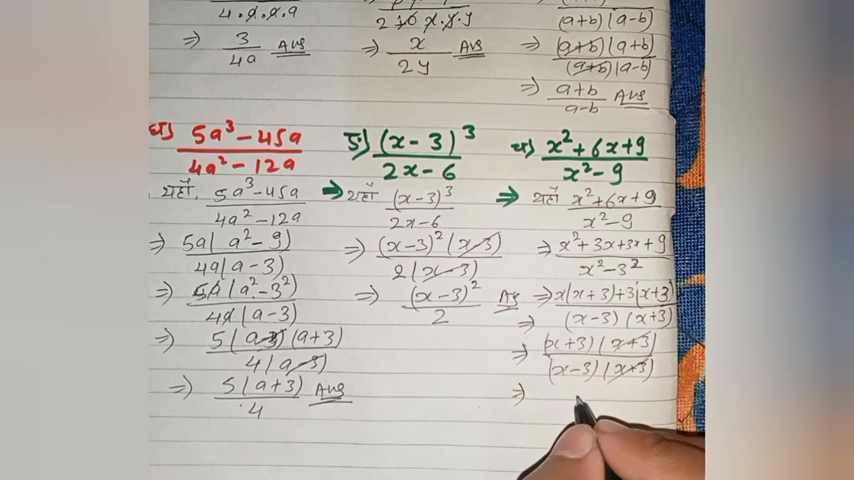 4.a.a.a
2 10 x.y.y
(a+b)(a-b)
⇒ 3/4a Ans
⇒ x/2y Ans
⇒ (a+b)(a+b)/(a+b)(a-b)
⇒ a+b/a-b Ans
घ) 5a³-45a/4a²-12a
यहाँ, 5a³-45a/4a²-12a
⇒ 5a(a²-9)/4a(a-3)
⇒ 5a(a²-3²)/4a(a-3)
⇒ 5(a-3)(a+3)/4(a-3)
⇒ 5(a+3)/4 Ans
ङ) (x-3)³/2x-6
⇒ यहाँ (x-3)³/2x-6
⇒ (x-3)²(x-3)/2(x-3)
⇒ (x-3)²/2 Ans
च) x²+6x+9/x²-9
⇒ यहाँ x²+6x+9/x²-9
⇒ x²+3x+3x+9/x²-3²
⇒ x(x+3)+3(x+3)
⇒ (x-3)(x+3)
⇒ (x+3)(x+3)/(x-3)(x+3)
⇒